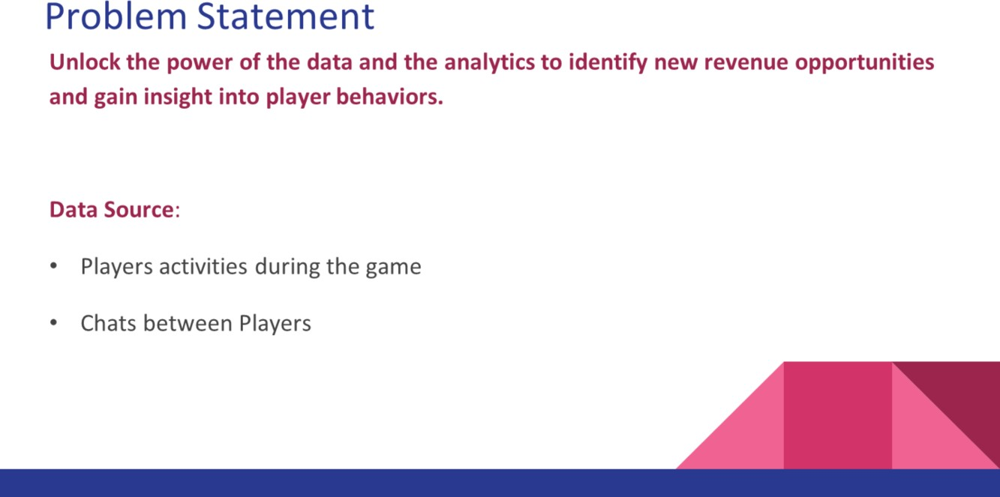 Problem Statement
Unlock the power of the data and the analytics to identify new revenue opportunities
and gain insight into player behaviors.
Data Source:
• Players activities during the game
• Chats between Players